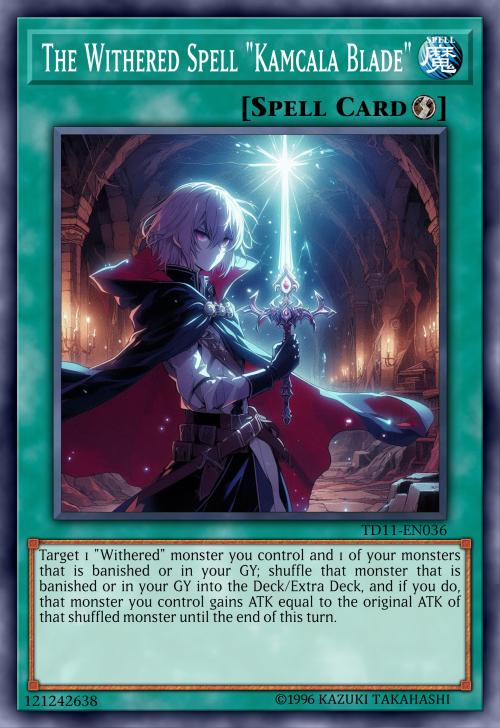 The Withered Spell "Kamcala Blade"
SPELL
魔
[Spell Card]
TD11-EN036
Target 1 "Withered" monster you control and 1 of your monsters
that is banished or in your GY; shuffle that monster that is
banished or in your GY into the Deck/Extra Deck, and if you do,
that monster you control gains ATK equal to the original ATK of
that shuffled monster until the end of this turn.
121242638
©1996 KAZUKI TAKAHASHI